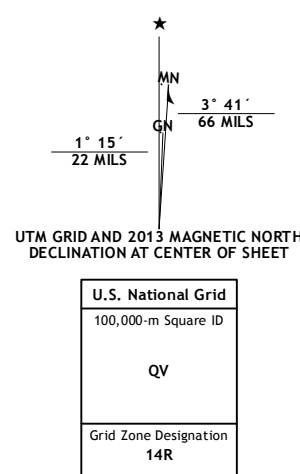 ★
MN
GN
3° 41´
66 MILS
1° 15´
22 MILS
UTM GRID AND 2013 MAGNETIC NORTH
DECLINATION AT CENTER OF SHEET
U.S. National Grid
100,000-m Square ID
QV
Grid Zone Designation
14R